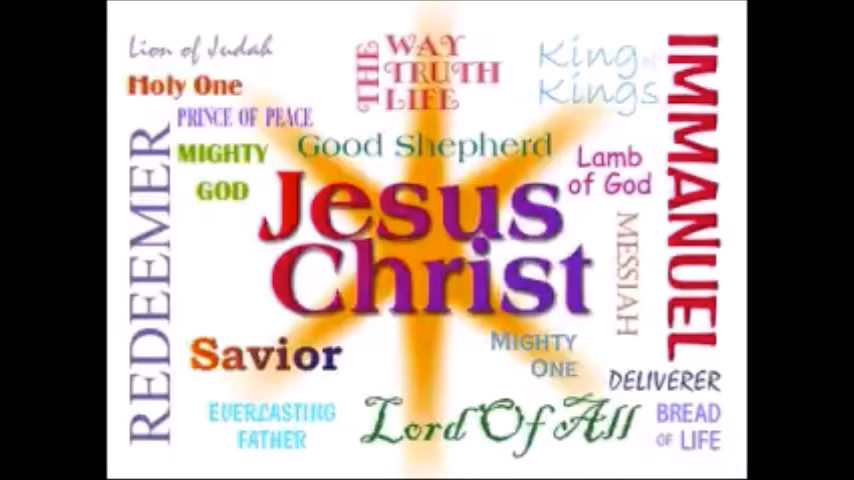 Lion of Judah
Holy One
PRINCE OF PEACE
MIGHTY
GOD
REDEEMER
THE
WAY
TRUTH
LIFE
King of
Kings
IMMANUEL
Good Shepherd
Lamb
of God
Jesus
Christ
MESSIAH
Savior
MIGHTY
ONE
DELIVERER
EVERLASTING
FATHER
Lord Of All
BREAD
OF LIFE